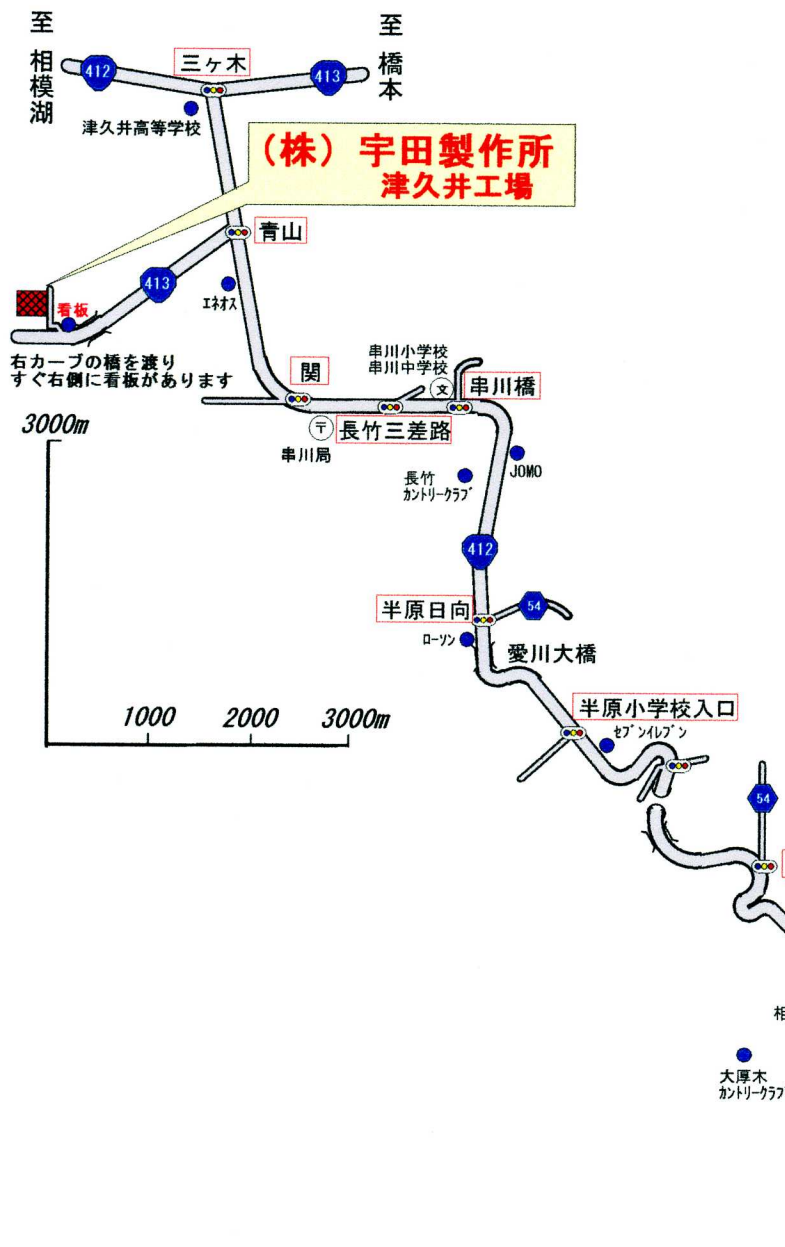 至 相模湖
至 橋本
412
三ヶ木
413
津久井高等学校
(株) 宇田製作所
津久井工場
青山
413
エネオス
看板
右カーブの橋を渡り
すぐ右側に看板があります
関
串川小学校
串川中学校
文
串川橋
〒
長竹三差路
串川局
3000m
長竹
カントリークラブ
JOMO
412
半原日向
54
ローソン
愛川大橋
半原小学校入口
セブンイレブン
1000
2000
3000m
54
相
大厚木
カントリークラブ